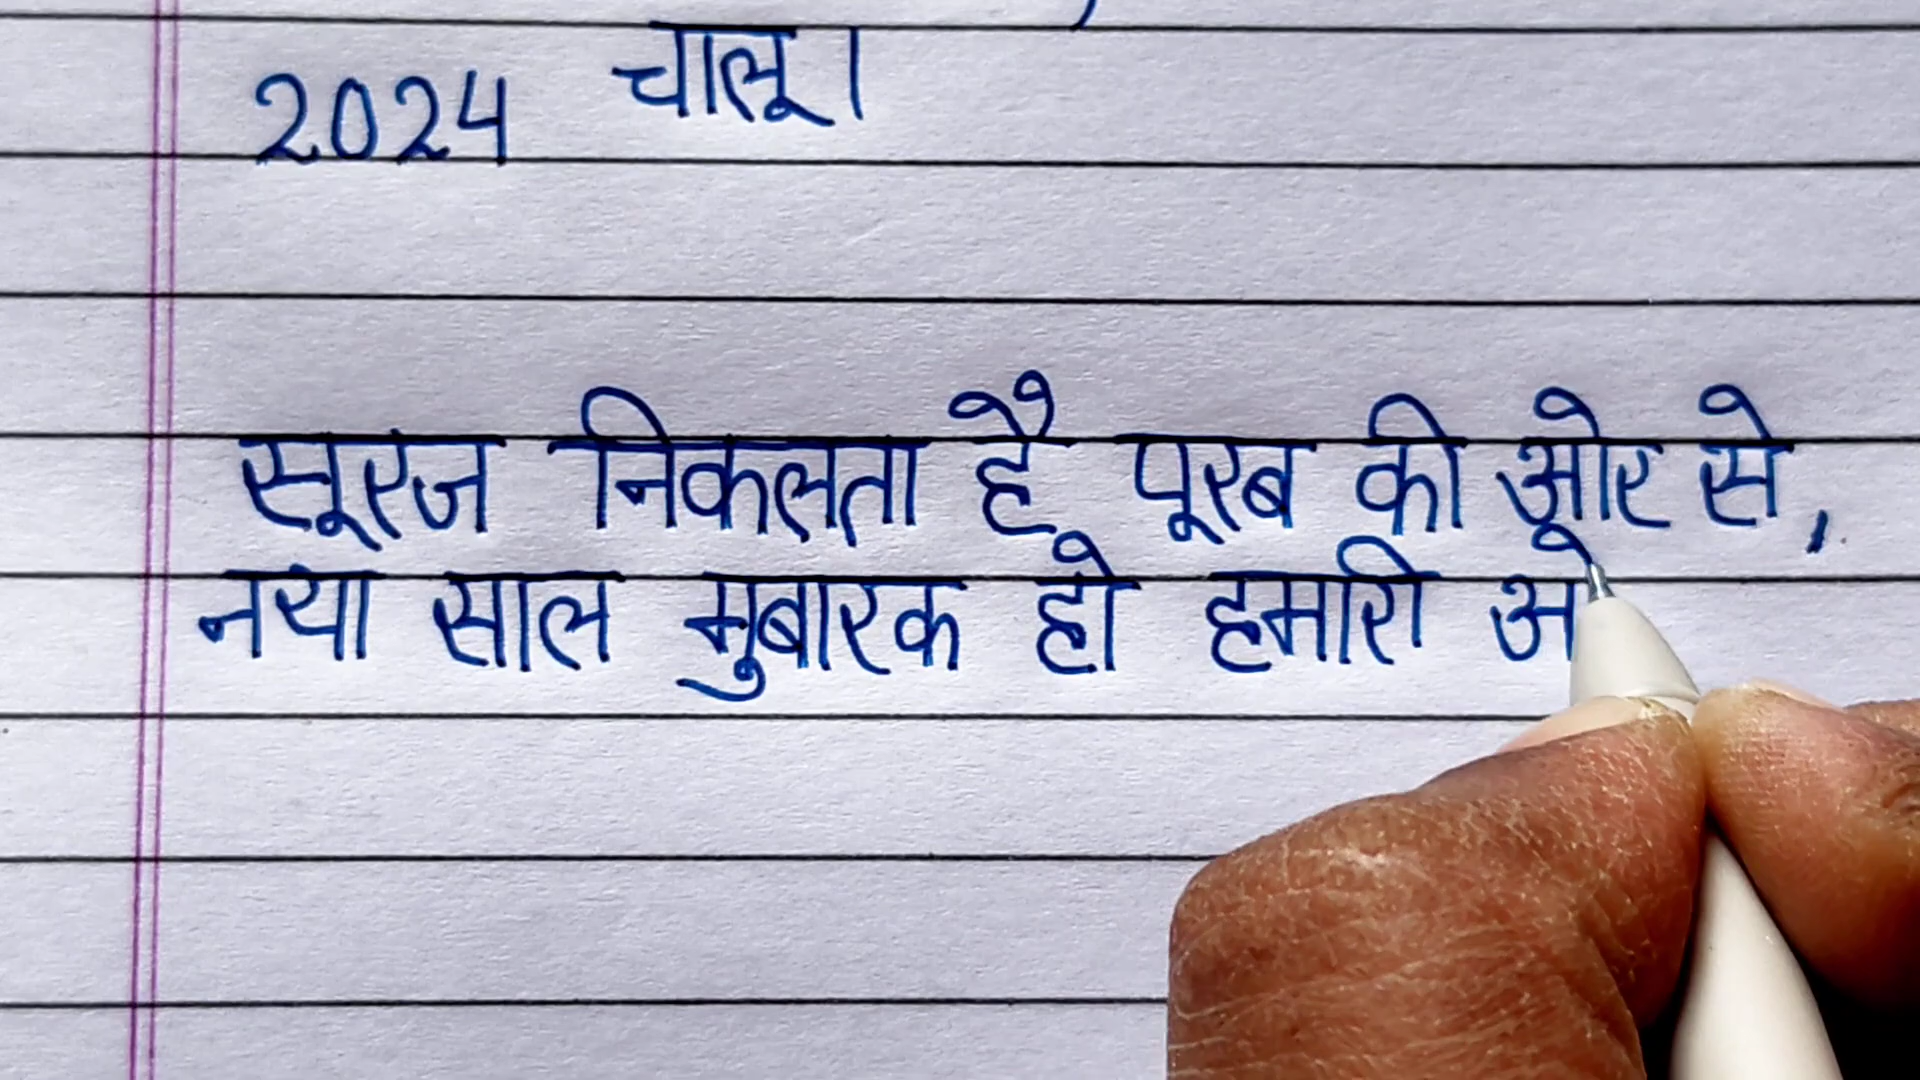 2024 चालू।
सूरज निकलता है पूरब की ओर से,
नया साल मुबारक हो हमारी